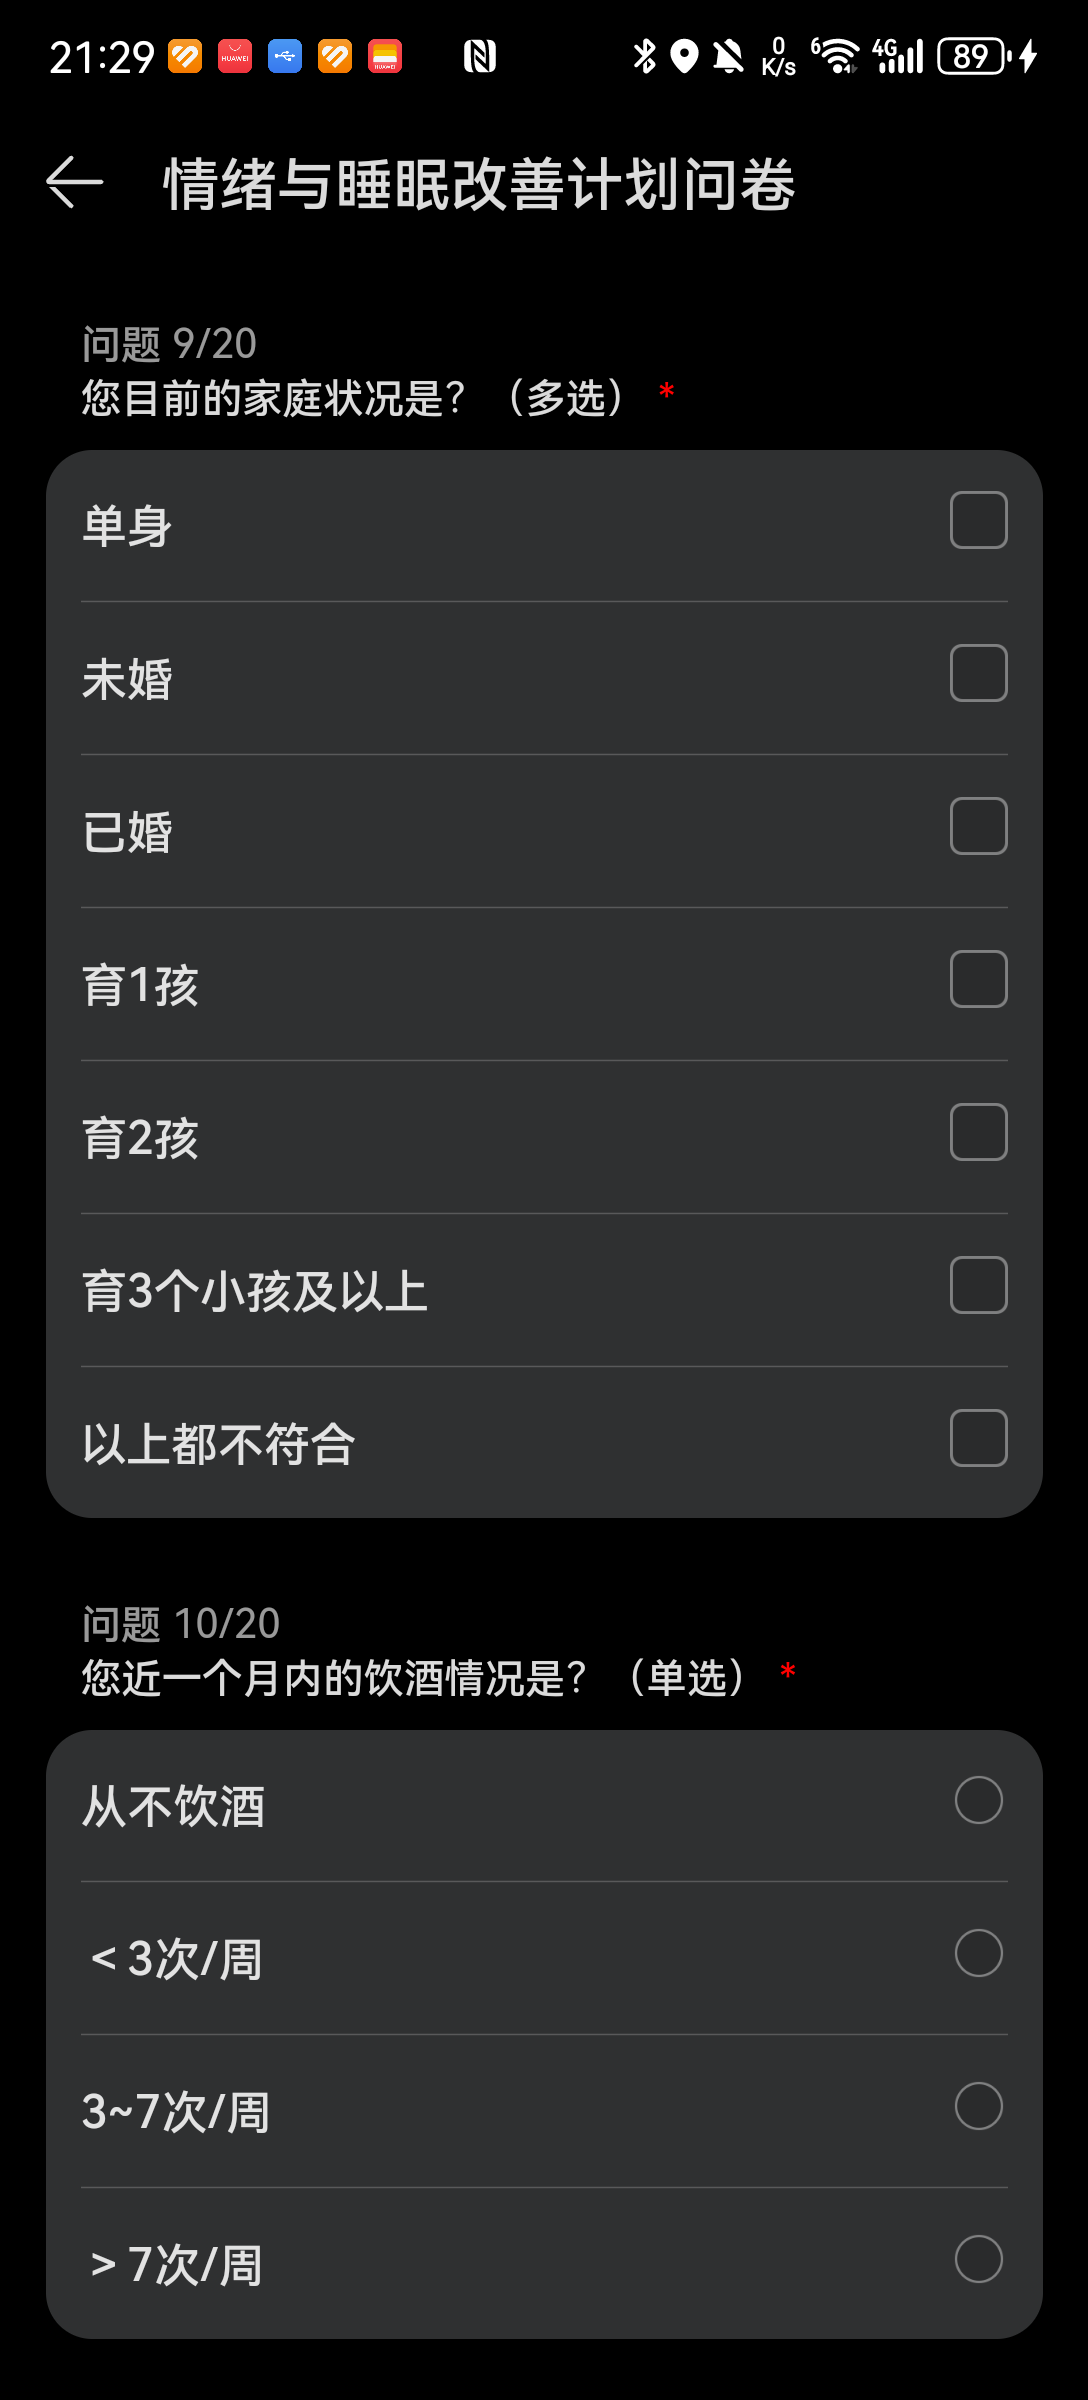 21:29
HUAWEI
HUAWEI
0
K/s
6
4G
89
情绪与睡眠改善计划问卷
问题 9/20
您目前的家庭状况是？（多选） *
单身
未婚
已婚
育1孩
育2孩
育3个小孩及以上
以上都不符合
问题 10/20
您近一个月内的饮酒情况是？（单选） *
从不饮酒
＜3次/周
3~7次/周
＞7次/周